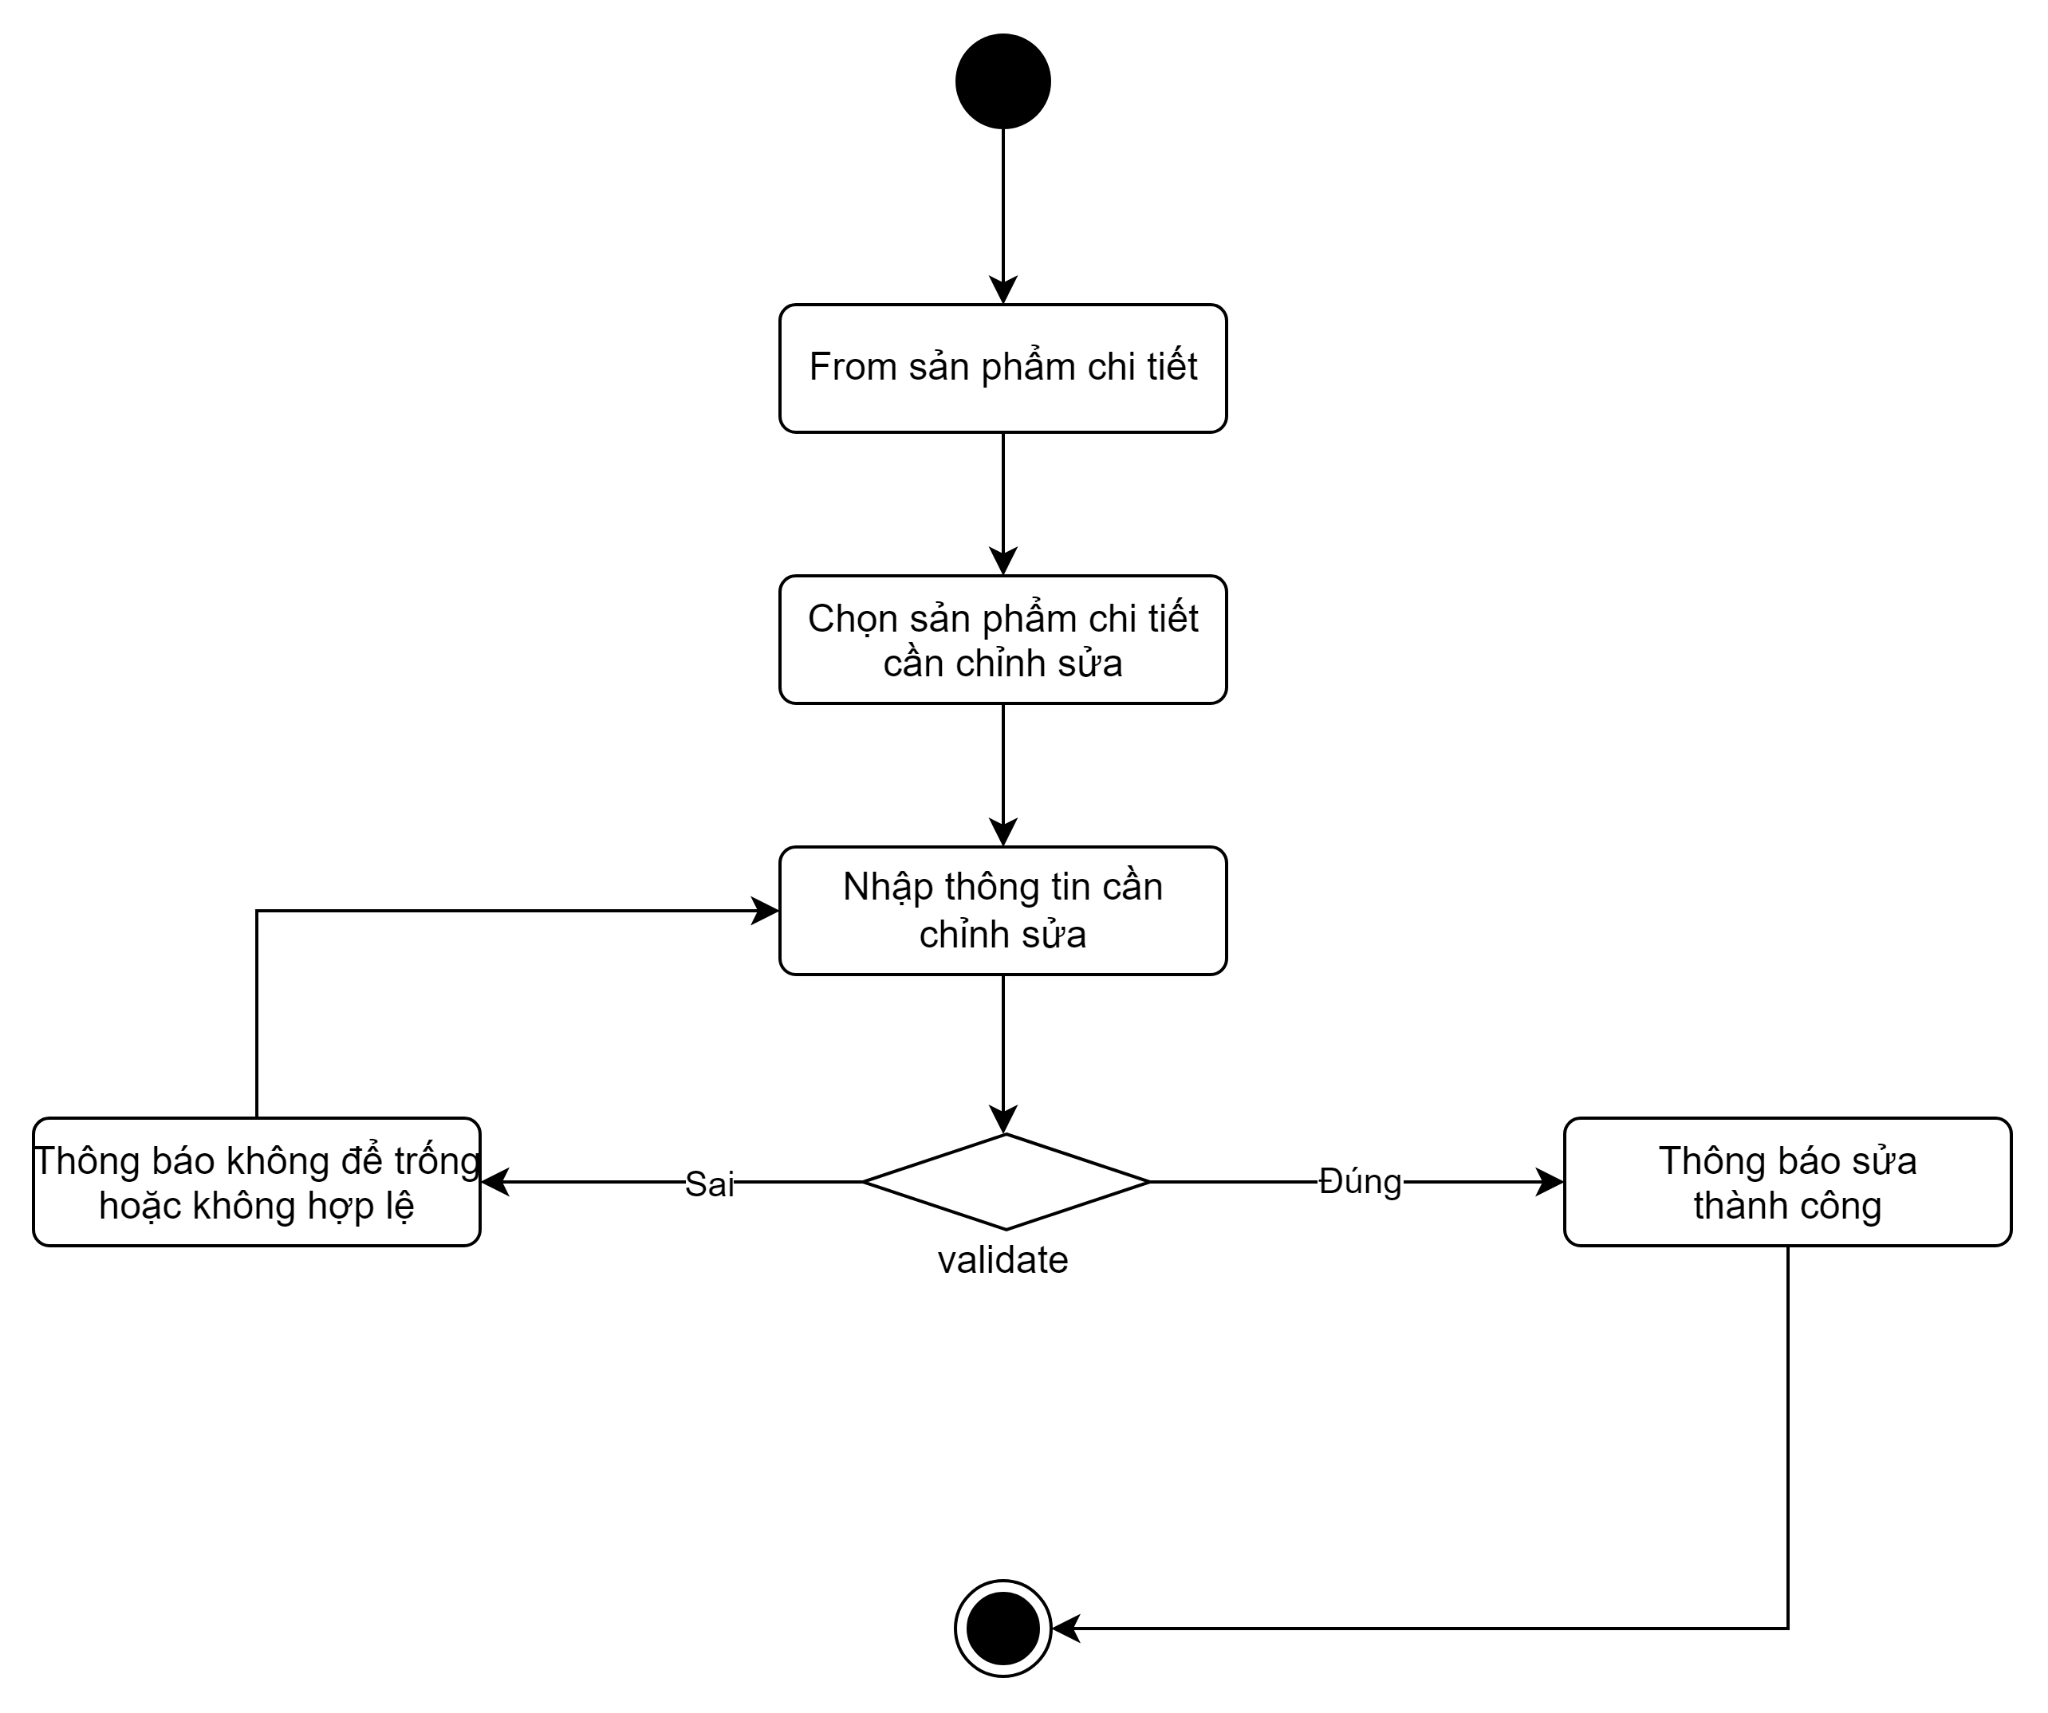 From sản phẩm chi tiết
Chọn sản phẩm chi tiết
cần chỉnh sửa
Nhập thông tin cần
chỉnh sửa
Thông báo không để trống
hoặc không hợp lệ
Sai
Đúng
Thông báo sửa
thành công
validate